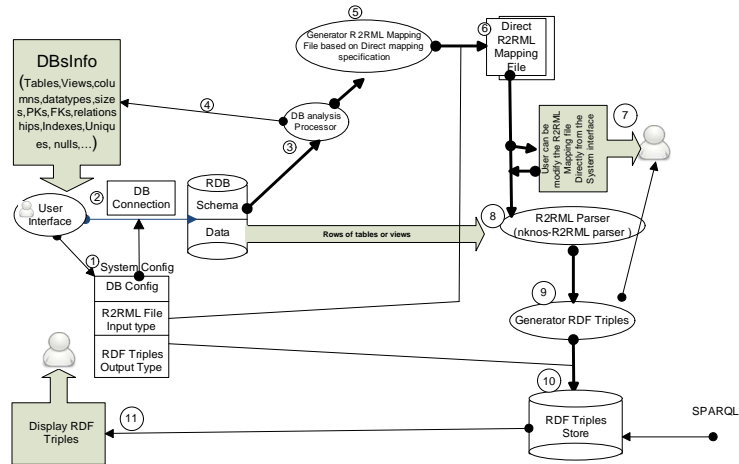 DBsInfo
(Tables,Views,colu
mns,datatypes,size
s,PKs,FKs,relations
hips,Indexes,Uniqu
es, nulls,...)
4
5
Generator R2RML Mapping
File based on Direct mapping
specification
6
Direct
R2RML
Mapping
File
DB analysis
Processor
3
7
User can be
modify the R2RML
Mapping file
Directly from the
System interface
User
Interface
2
DB
Connection
RDB
Schema
Data
Rows of tables or views
8
R2RML Parser
(nknos-R2RML parser )
1
System Config
DB Config
R2RML File
Input type
RDF Triples
Output Type
9
Generator RDF Triples
10
RDF Triples
Store
SPARQL
11
Display RDF
Triples